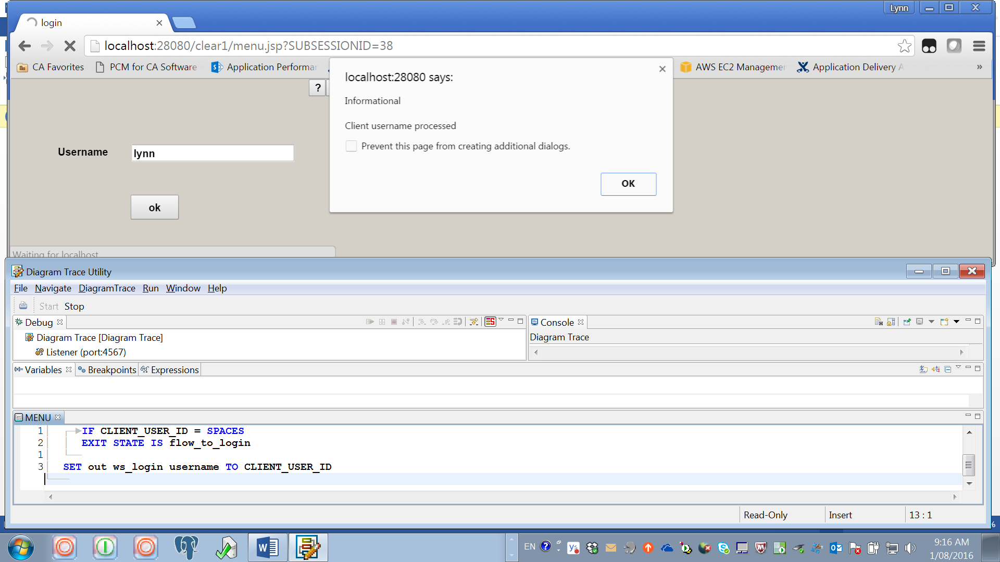 Lynn
login
localhost:28080/clear1/menu.jsp?SUBSESSIONID=38
CA Favorites
PCM for CA Software
Application Performa
AWS EC2 Managemen
Application Delivery A
»
?
localhost:28080 says:
Informational
Client username processed
Prevent this page from creating additional dialogs.
OK
Username
lynn
ok
Waiting for localhost
Diagram Trace Utility
File Navigate DiagramTrace Run Window Help
Start Stop
Debug
Console
Diagram Trace [Diagram Trace]
Listener (port:4567)
Diagram Trace
Variables Breakpoints Expressions
MENU
1 IF CLIENT_USER_ID = SPACES
2 EXIT STATE IS flow_to_login
1
3 SET out ws_login username TO CLIENT_USER_ID
Read-Only Insert 13 : 1
EN
9:16 AM
1/08/2016